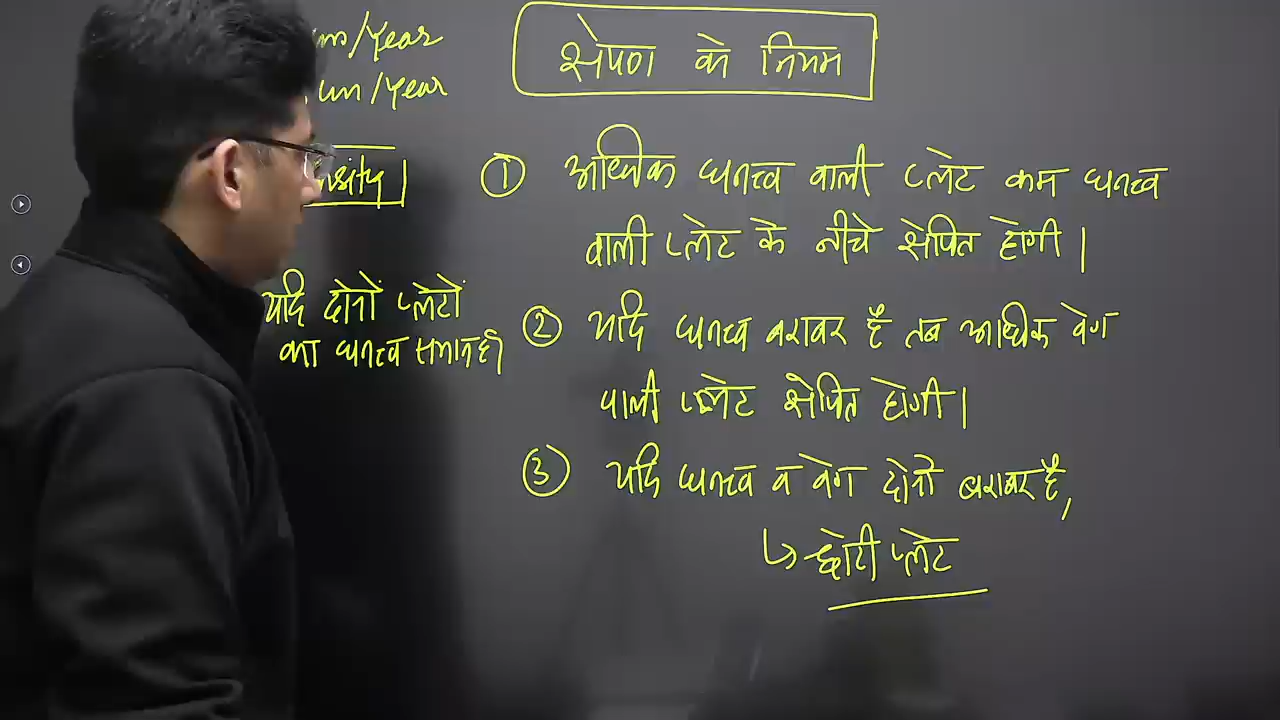 cm/Year
cm/Year
nsity
यदि दोनों प्लेटों
का घनत्व समान है
क्षेपण के नियम
① अधिक घनत्व वाली प्लेट कम घनत्व
वाली प्लेट के नीचे क्षेपित होगी।
② यदि घनत्व बराबर है तब अधिक वेग
वाली प्लेट क्षेपित होगी।
③ यदि घनत्व व वेग दोनों बराबर है,
↳ छोटी प्लेट